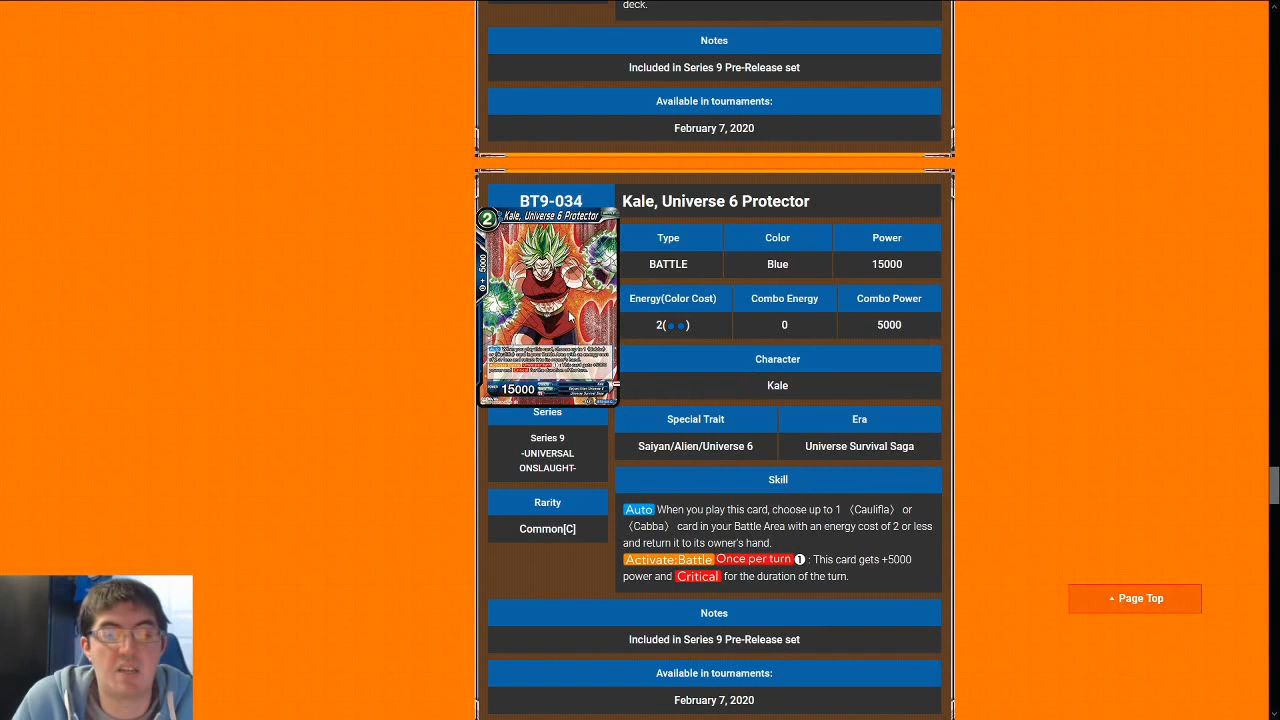 deck.
Notes
Included in Series 9 Pre-Release set
Available in tournaments:
February 7, 2020
BT9-034
Kale, Universe 6 Protector
2
Kale, Universe 6 Protector
5000
15000
Type
Color
Power
BATTLE
Blue
15000
Energy(Color Cost)
Combo Energy
Combo Power
2(●●)
0
5000
Character
Kale
Series
Special Trait
Era
Series 9
-UNIVERSAL
ONSLAUGHT-
Saiyan/Alien/Universe 6
Universe Survival Saga
Skill
Rarity
Common[C]
Auto When you play this card, choose up to 1 〈Caulifla〉 or
〈Cabba〉 card in your Battle Area with an energy cost of 2 or less
and return it to its owner's hand.
Activate:Battle Once per turn ❶ : This card gets +5000
power and Critical for the duration of the turn.
Notes
Included in Series 9 Pre-Release set
Available in tournaments:
February 7, 2020
Page Top